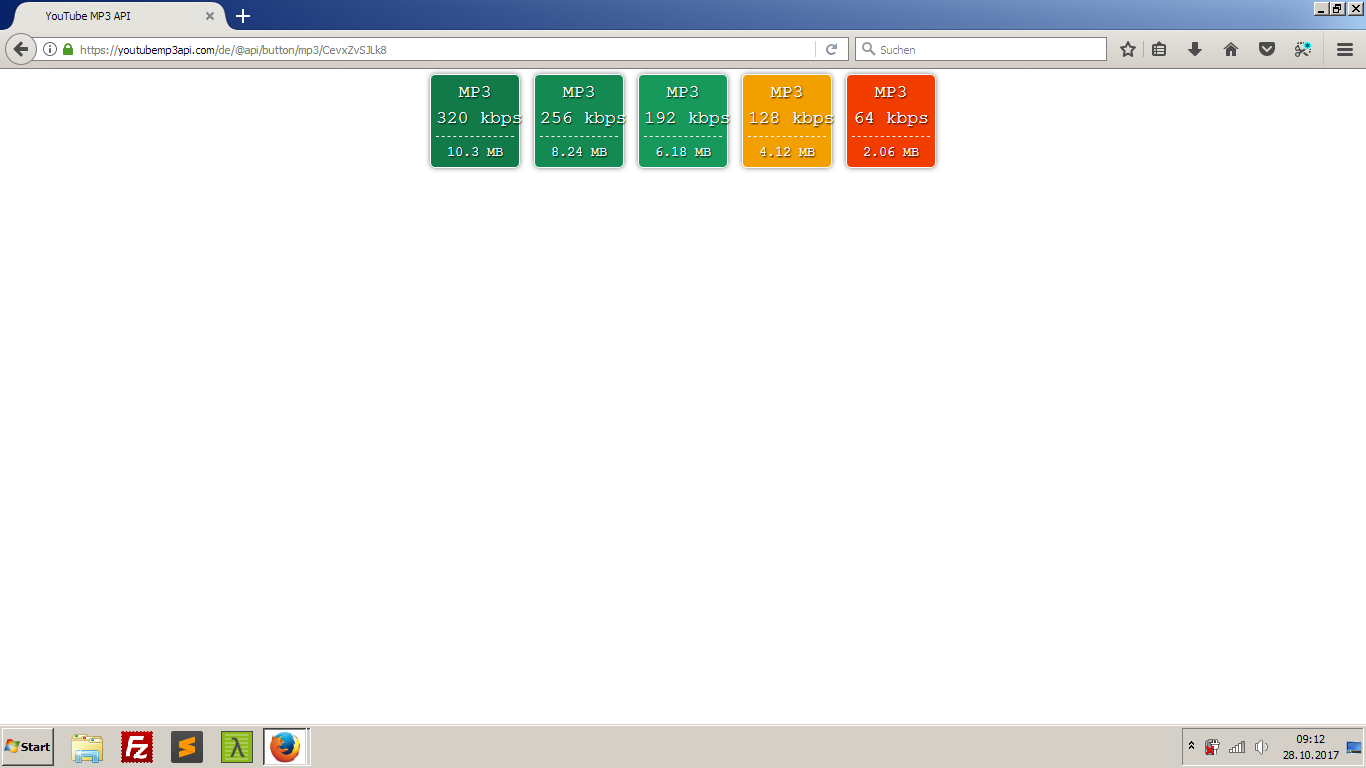 YouTube MP3 API
https://youtubemp3api.com/de/@api/button/mp3/CevxZvSJLk8
Suchen
MP3
320 kbps
10.3 MB
MP3
256 kbps
8.24 MB
MP3
192 kbps
6.18 MB
MP3
128 kbps
4.12 MB
MP3
64 kbps
2.06 MB
Start
Fz
S
λ
09:12
28.10.2017